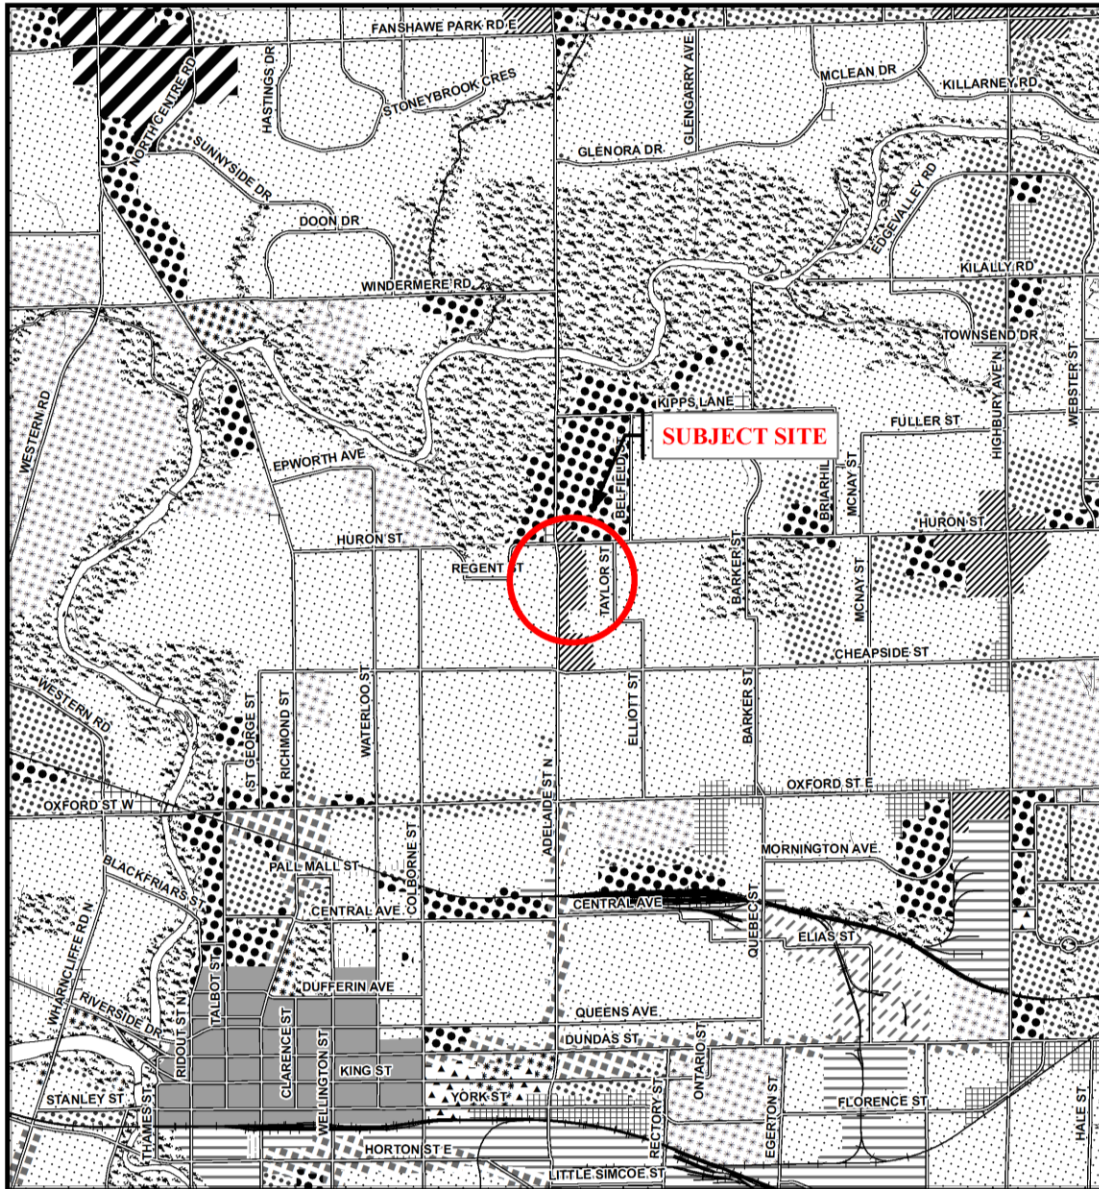 FANSHAWE PARK RD E
NORTH CENTRE RD
HASTINGS DR
STONEYBROOK CRES
GLENGARRY AVE
MCLEAN DR
KILLARNEY RD
SUNNYSIDE DR
GLENORA DR
DOON DR
EDGEVALLEY RD
WINDERMERE RD
KILALLY RD
TOWNSEND DR
WESTERN RD
HIGHBURY AVE N
WEBSTER ST
KIPPS LANE
SUBJECT SITE
FULLER ST
EPWORTH AVE
BELFIELD
BRIARHIL
MCNAY ST
HURON ST
HURON ST
REGENT ST
TAYLOR ST
BARKER ST
MCNAY ST
CHEAPSIDE ST
WESTERN RD
ST GEORGE ST
RICHMOND ST
WATERLOO ST
ELLIOTT ST
BARKER ST
OXFORD ST W
OXFORD ST E
ADELAIDE ST N
COLBORNE ST
PALL MALL ST
MORNINGTON AVE
BLACKFRIARS ST
CENTRAL AVE
CENTRAL AVE
QUEBEC ST
ELIAS ST
WHARNCLIFFE RD N
TALBOT ST
DUFFERIN AVE
RIVERSIDE DR
RIDOUT ST N
QUEENS AVE
DUNDAS ST
CLARENCE ST
WELLINGTON ST
KING ST
YORK ST
ONTARIO ST
RECTORY ST
EGERTON ST
FLORENCE ST
HALE ST
STANLEY ST
THAMES ST
HORTON ST E
LITTLE SIMCOE ST